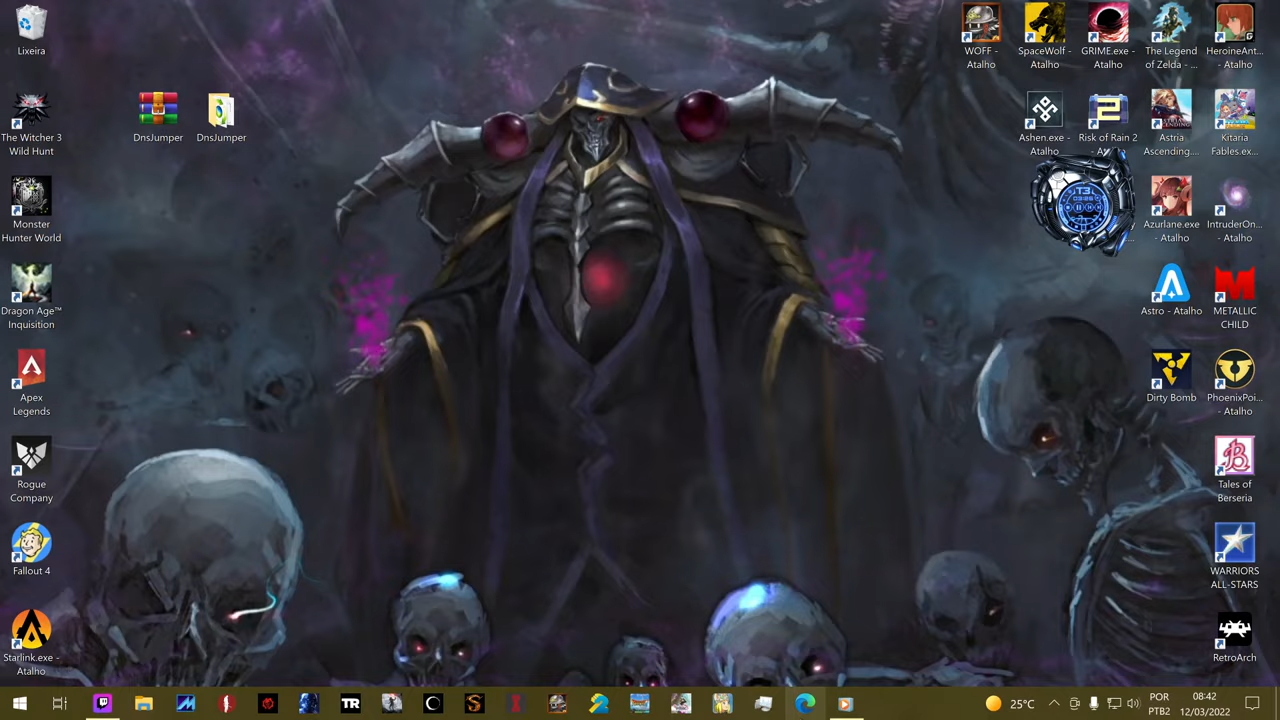 Lixeira
The Witcher 3
Wild Hunt
DnsJumper
DnsJumper
Monster
Hunter World
Dragon Age™
Inquisition
Apex
Legends
Rogue
Company
Fallout 4
Starlink.exe -
Atalho
WOFF -
Atalho
SpaceWolf -
Atalho
GRIME.exe -
Atalho
The Legend
of Zelda - ...
HeroineAnt...
- Atalho
Ashen.exe -
Atalho
Risk of Rain 2
Astria
Ascending....
Kitaria
Fables.ex...
T3
Azurlane.exe
- Atalho
IntruderOn...
- Atalho
Astro - Atalho
METALLIC
CHILD
Dirty Bomb
PhoenixPoi...
- Atalho
Tales of
Berseria
WARRIORS
ALL-STARS
RetroArch
TR
25°C
POR
PTB2
08:42
12/03/2022